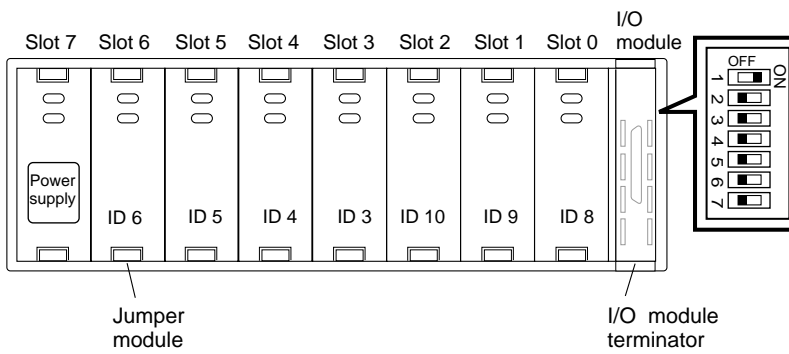 I/O
module
Slot 7 Slot 6 Slot 5 Slot 4 Slot 3 Slot 2 Slot 1 Slot 0
OFF
ON
1
2
3
4
5
6
7
Power
supply
ID 6 ID 5 ID 4 ID 3 ID 10 ID 9 ID 8
Jumper
module
I/O module
terminator